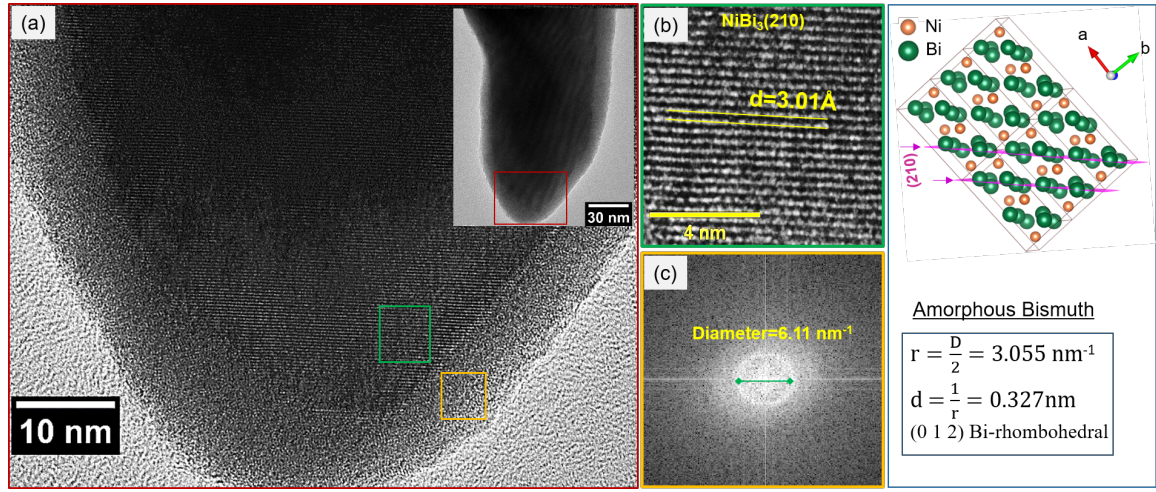 (a)
30 nm
10 nm
(b)
NiBi₃(210)
d=3.01Å
4 nm
(c)
Diameter=6.11 nm⁻¹
Ni
Bi
a
b
(210)
Amorphous Bismuth
r = D/2 = 3.055 nm⁻¹
d = 1/r = 0.327nm
(0 1 2) Bi-rhombohedral